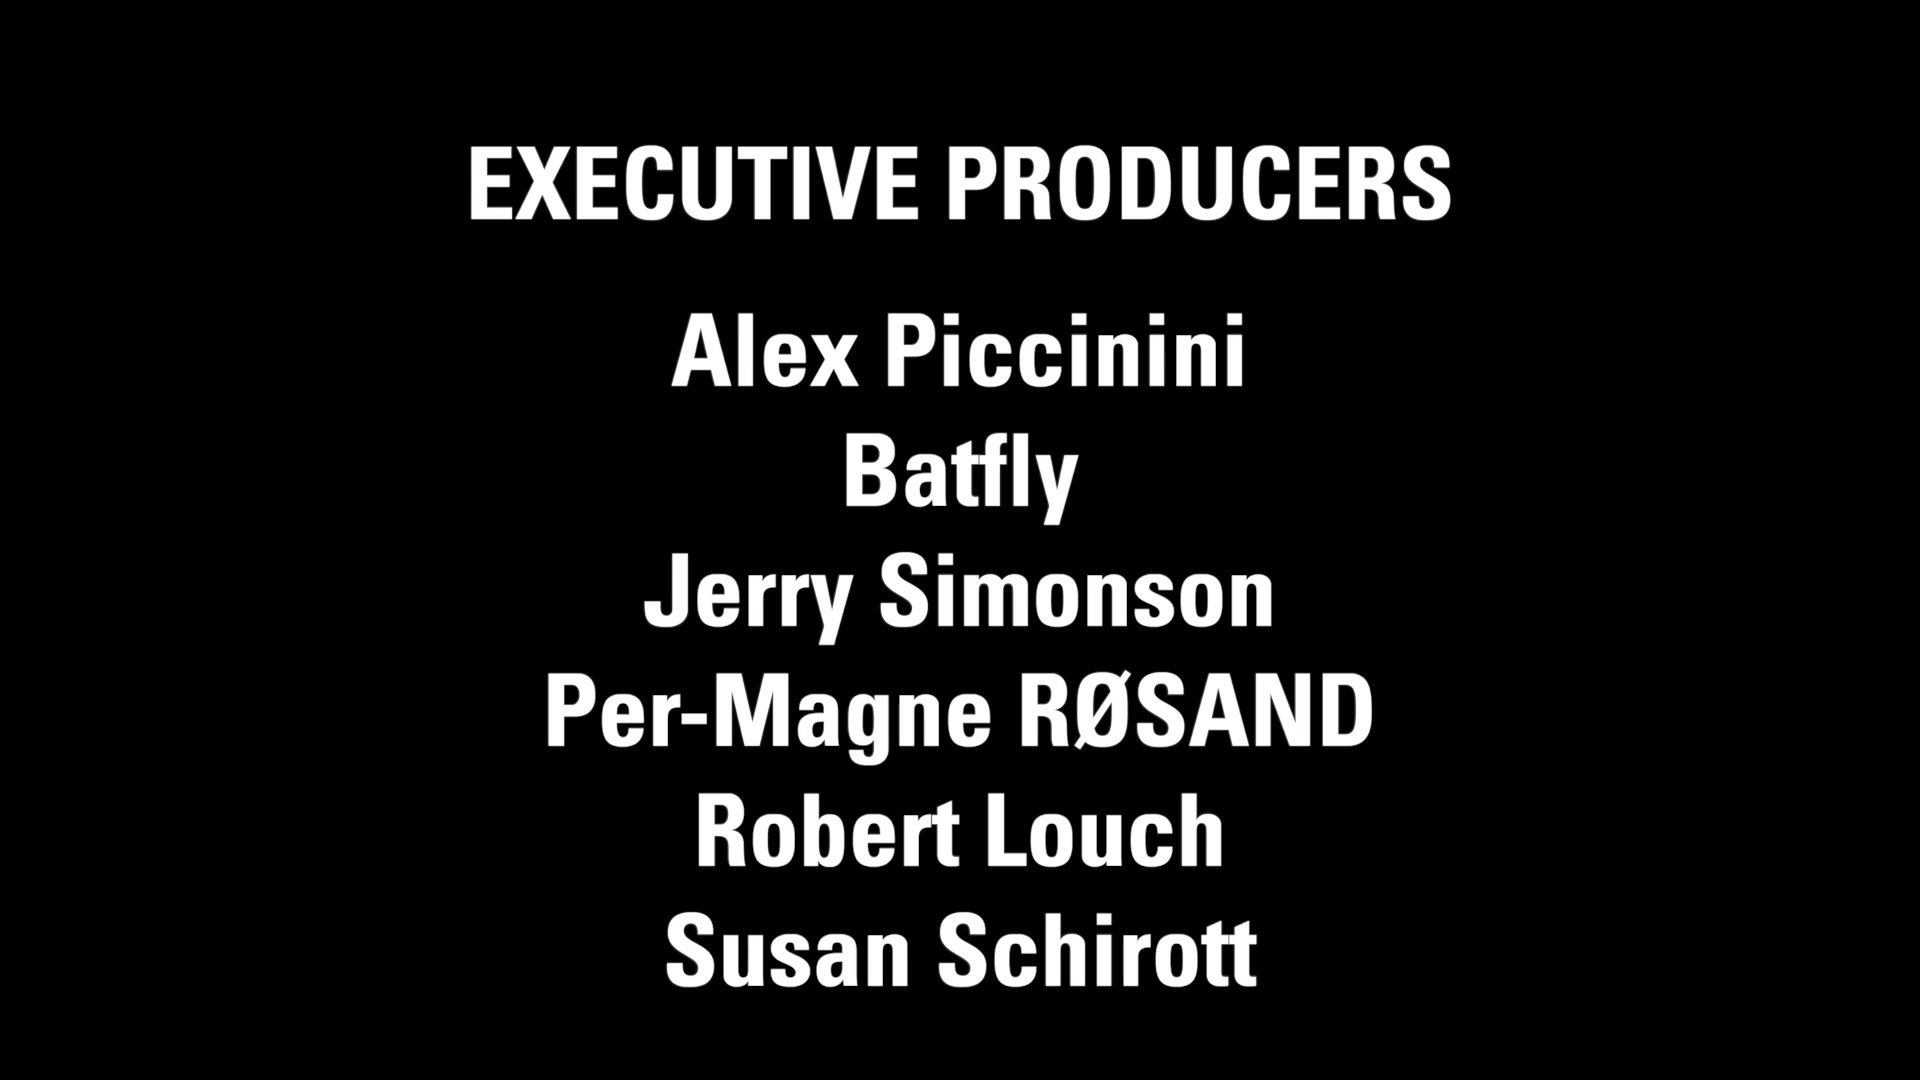 EXECUTIVE PRODUCERS
Alex Piccinini
Batfly
Jerry Simonson
Per-Magne RØSAND
Robert Louch
Susan Schirott